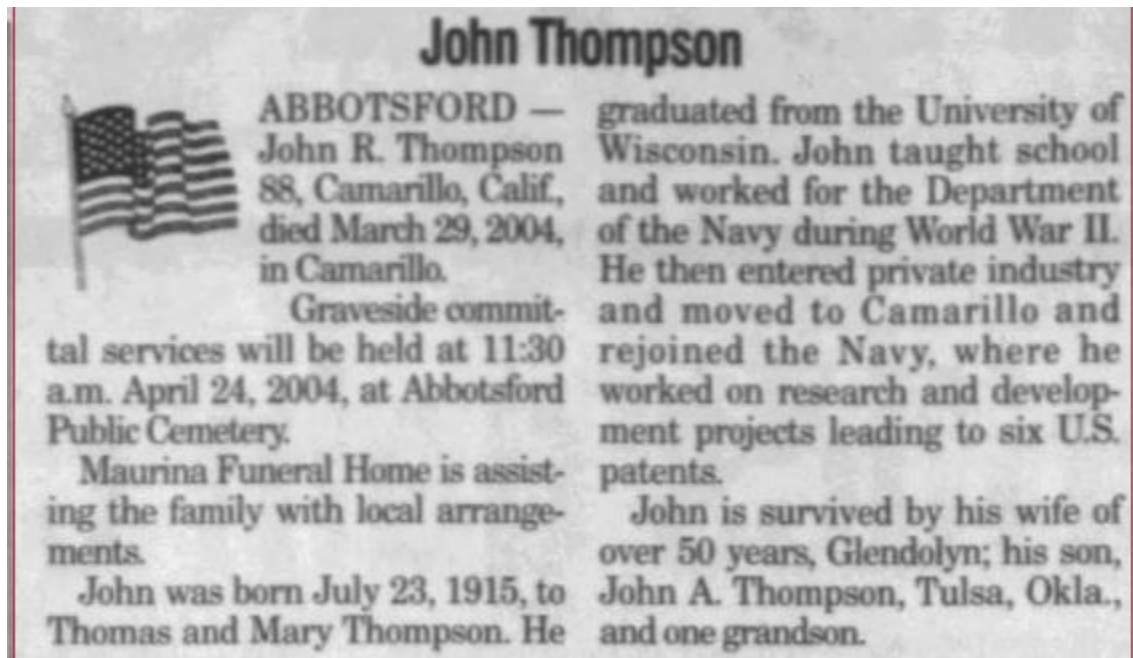 John Thompson
ABBOTSFORD —
John R. Thompson
88, Camarillo, Calif.,
died March 29, 2004,
in Camarillo.
Graveside commit-
tal services will be held at 11:30
a.m. April 24, 2004, at Abbotsford
Public Cemetery.
Maurina Funeral Home is assist-
ing the family with local arrange-
ments.
John was born July 23, 1915, to
Thomas and Mary Thompson. He
graduated from the University of
Wisconsin. John taught school
and worked for the Department
of the Navy during World War II.
He then entered private industry
and moved to Camarillo and
rejoined the Navy, where he
worked on research and develop-
ment projects leading to six U.S.
patents.
John is survived by his wife of
over 50 years, Glendolyn; his son,
John A. Thompson, Tulsa, Okla.,
and one grandson.